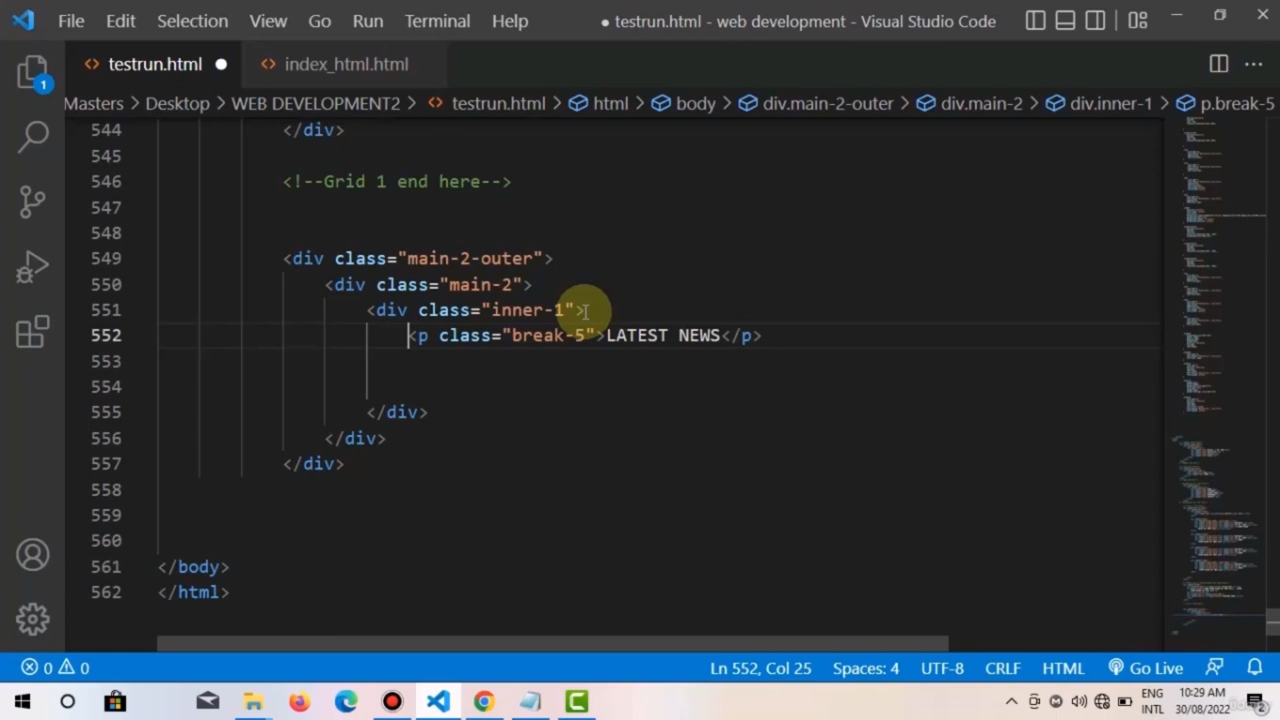 File Edit Selection View Go Run Terminal Help ● testrun.html - web development - Visual Studio Code
testrun.html ● index_html.html
Masters > Desktop > WEB DEVELOPMENT2 > testrun.html > html > body > div.main-2-outer > div.main-2 > div.inner-1 > p.break-5
544 </div>
545
546 <!--Grid 1 end here-->
547
548
549 <div class="main-2-outer">
550 <div class="main-2">
551 <div class="inner-1">
552 <p class="break-5">LATEST NEWS</p>
553
554
555 </div>
556 </div>
557 </div>
558
559
560
561 </body>
562 </html>
1
0 0 Ln 552, Col 25 Spaces: 4 UTF-8 CRLF HTML Go Live
ENG 10:29 AM
INTL 30/08/2022 2